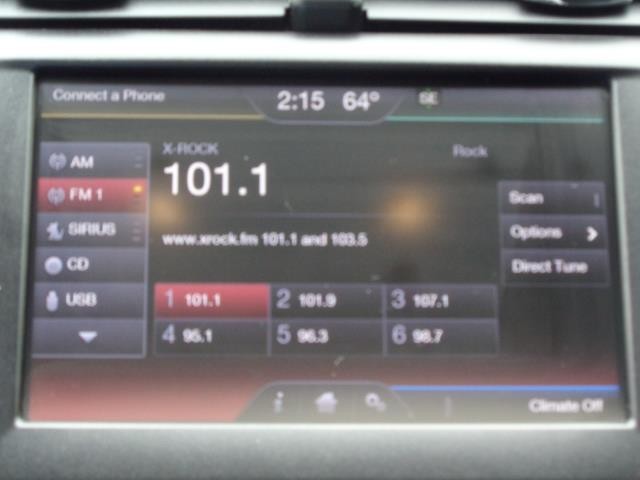 Connect a Phone
2:15 64° SE
AM
FM 1
SIRIUS
CD
USB
X-ROCK
Rock
101.1
www.xrock.fm 101.1 and 103.5
1 101.1 2 101.9 3 107.1
4 95.1 5 96.3 6 98.7
Scan
Options
Direct Tune
i
Climate Off